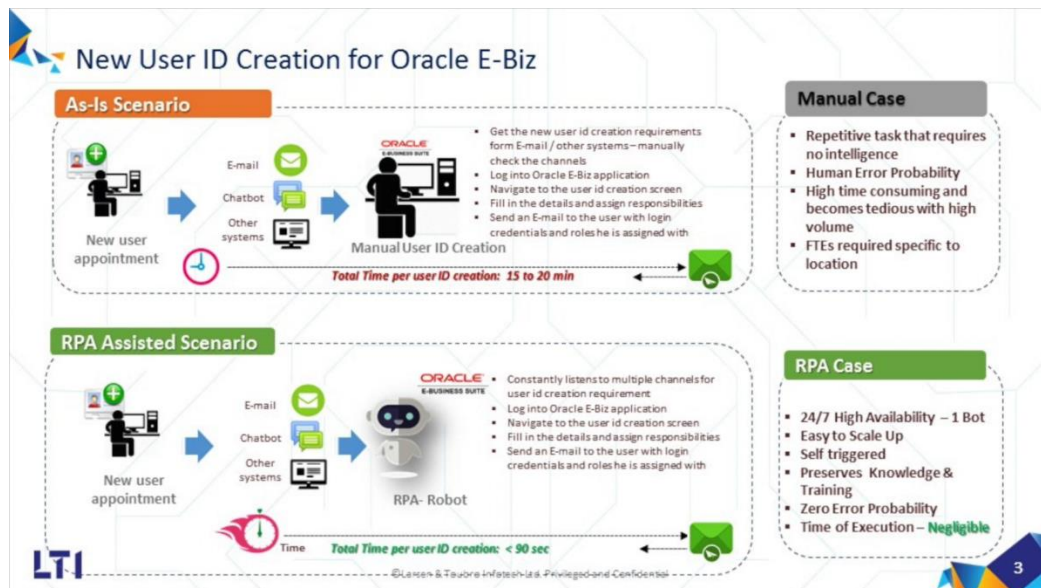 New User ID Creation for Oracle E-Biz
As-Is Scenario
New user
appointment
E-mail
Chatbot
Other
systems
ORACLE
E-BUSINESS SUITE
Manual User ID Creation
▪ Get the new user id creation requirements
form E-mail / other systems – manually
check the channels
▪ Log into Oracle E-Biz application
▪ Navigate to the user id creation screen
▪ Fill in the details and assign responsibilities
▪ Send an E-mail to the user with login
credentials and roles he is assigned with
Total Time per user ID creation: 15 to 20 min
Manual Case
▪ Repetitive task that requires
no intelligence
▪ Human Error Probability
▪ High time consuming and
becomes tedious with high
volume
▪ FTEs required specific to
location
RPA Assisted Scenario
New user
appointment
E-mail
Chatbot
Other
systems
ORACLE
E-BUSINESS SUITE
RPA- Robot
▪ Constantly listens to multiple channels for
user id creation requirement
▪ Log into Oracle E-Biz application
▪ Navigate to the user id creation screen
▪ Fill in the details and assign responsibilities
▪ Send an E-mail to the user with login
credentials and roles he is assigned with
Time
Total Time per user ID creation: < 90 sec
RPA Case
▪ 24/7 High Availability – 1 Bot
▪ Easy to Scale Up
▪ Self triggered
▪ Preserves Knowledge &
Training
▪ Zero Error Probability
▪ Time of Execution – Negligible
LTI
©Larsen & Toubro Infotech Ltd. Privileged and Confidential
3